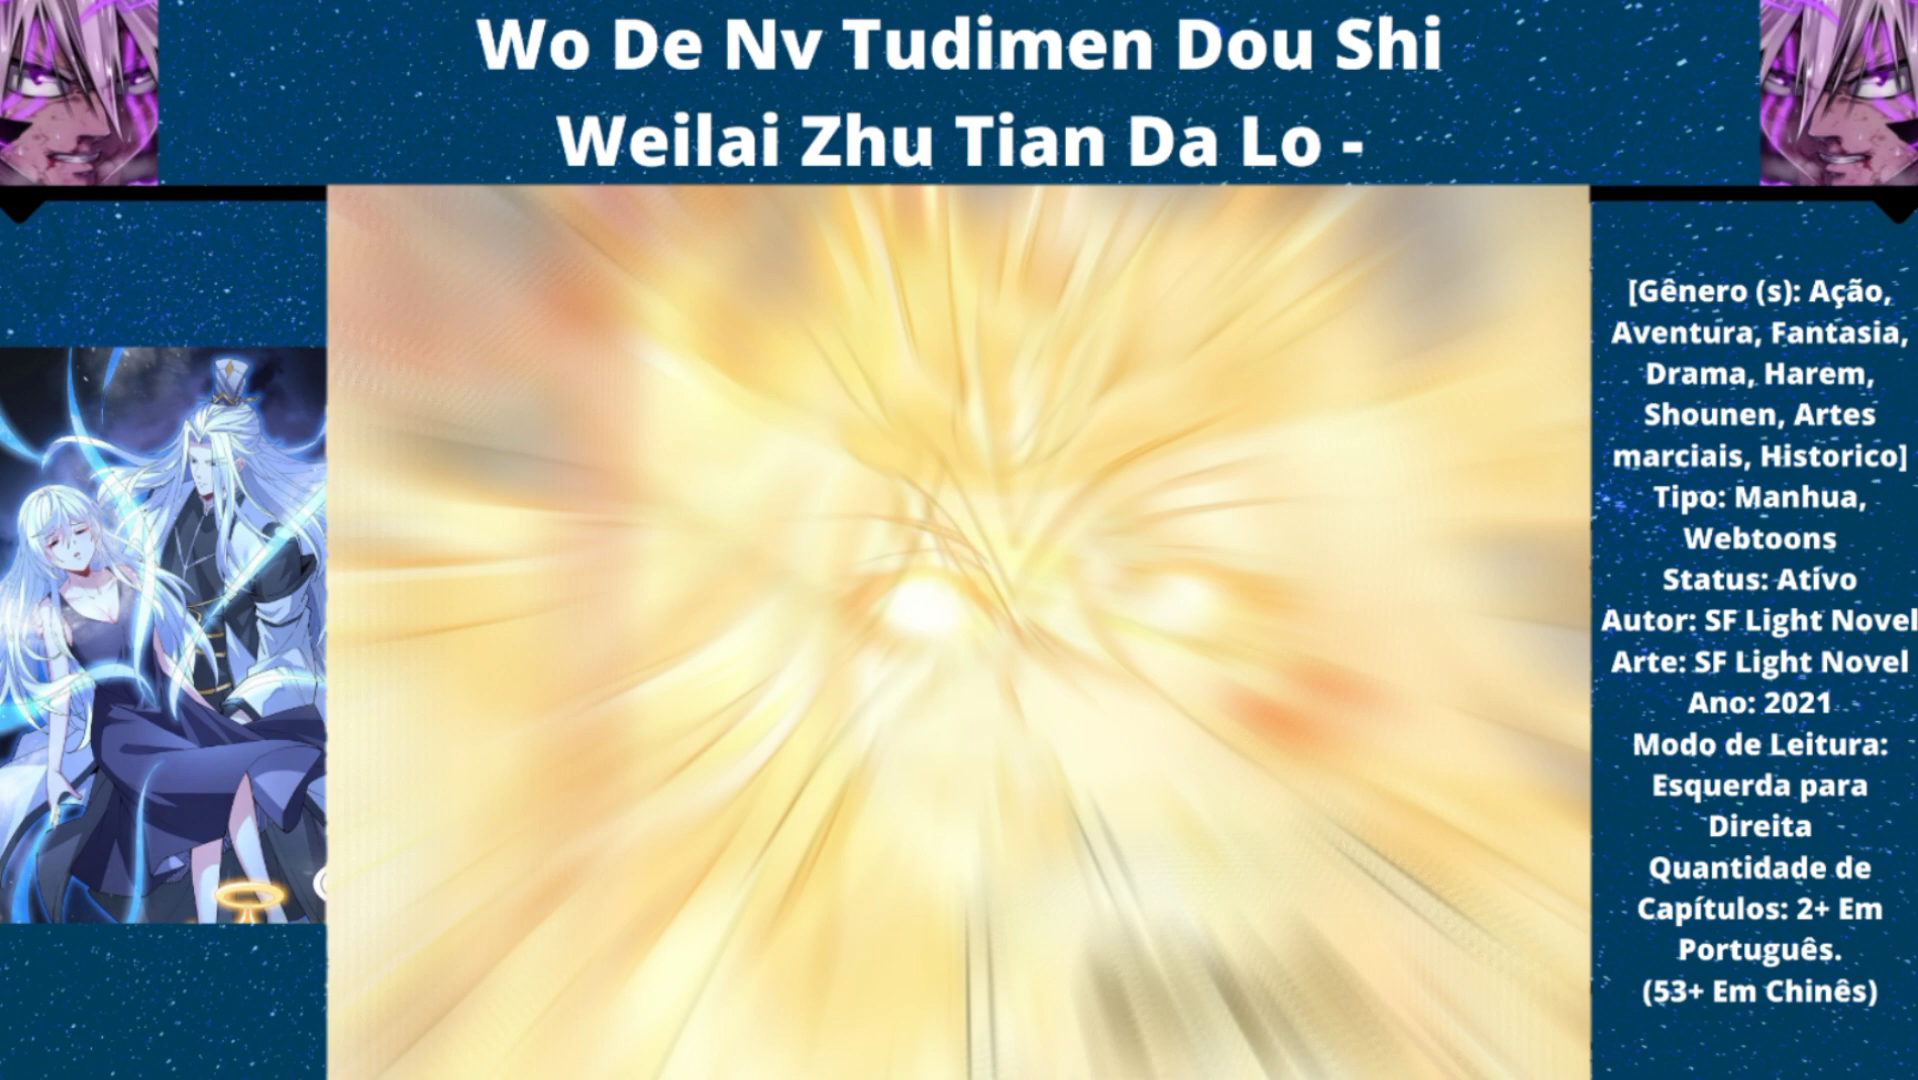 Wo De Nv Tudimen Dou Shi
Weilai Zhu Tian Da Lo -
[Gênero (s): Ação,
Aventura, Fantasia,
Drama, Harem,
Shounen, Artes
marciais, Historico]
Tipo: Manhua,
Webtoons
Status: Ativo
Autor: SF Light Novel
Arte: SF Light Novel
Ano: 2021
Modo de Leitura:
Esquerda para
Direita
Quantidade de
Capítulos: 2+ Em
Português.
(53+ Em Chinês)